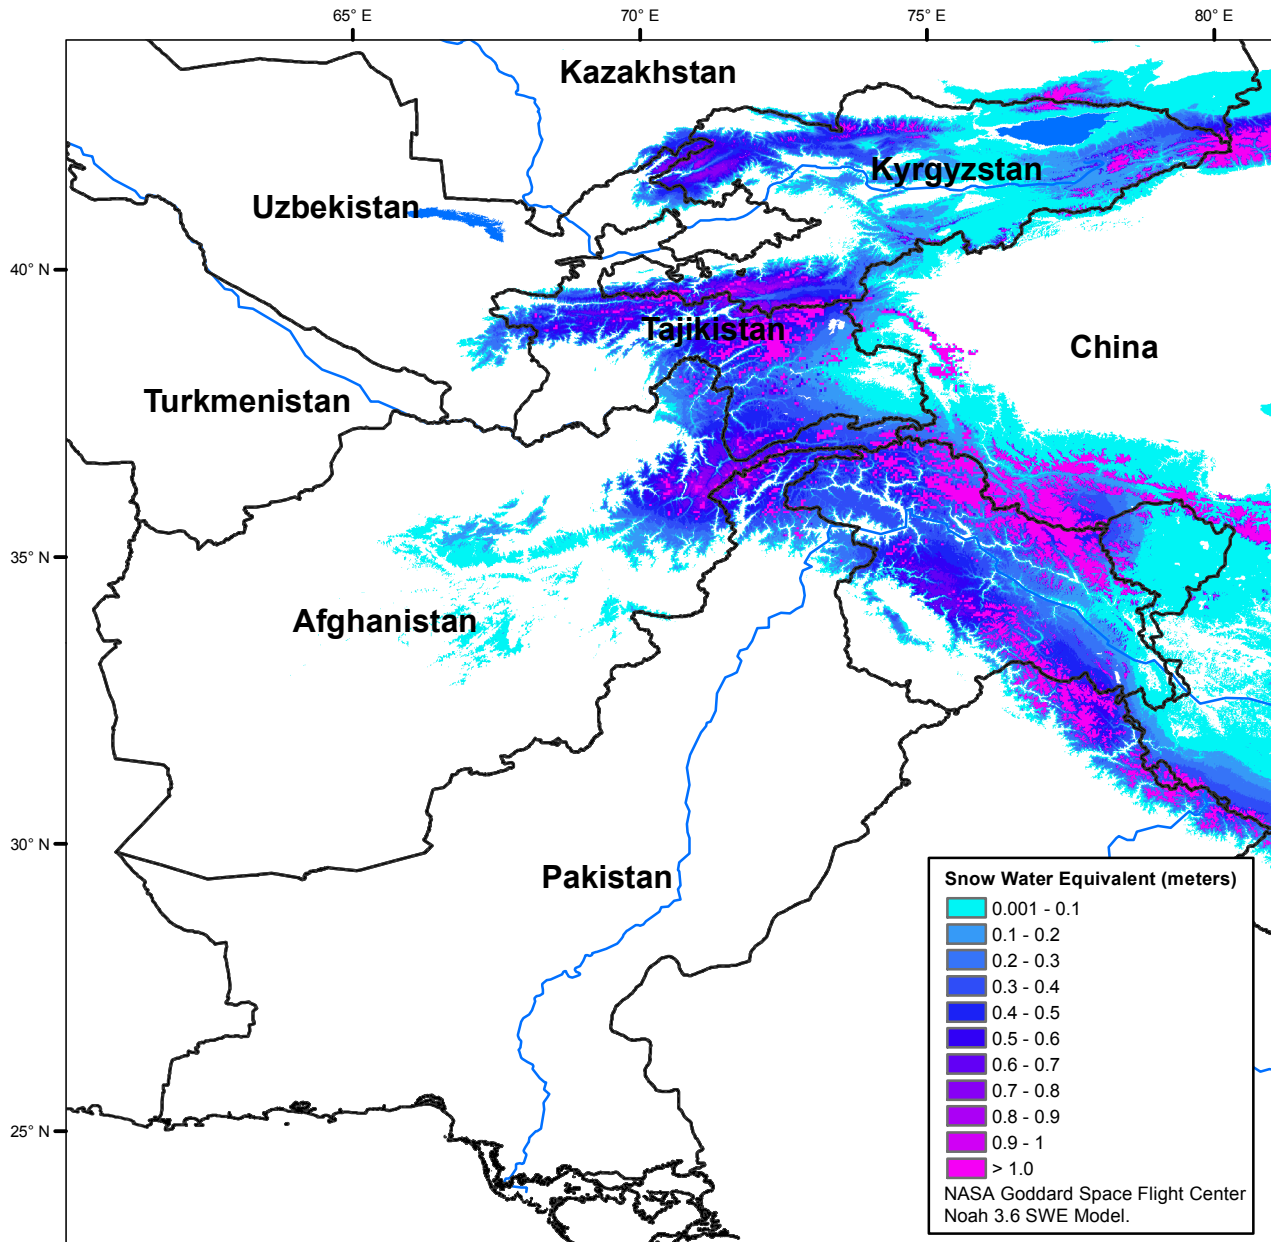 65° E 70° E 75° E 80° E
Kazakhstan
Kyrgyzstan
Uzbekistan
40° N
Tajikistan
China
Turkmenistan
35° N
Afghanistan
30° N
Pakistan
25° N
Snow Water Equivalent (meters)
0.001 - 0.1
0.1 - 0.2
0.2 - 0.3
0.3 - 0.4
0.4 - 0.5
0.5 - 0.6
0.6 - 0.7
0.7 - 0.8
0.8 - 0.9
0.9 - 1
> 1.0
NASA Goddard Space Flight Center
Noah 3.6 SWE Model.